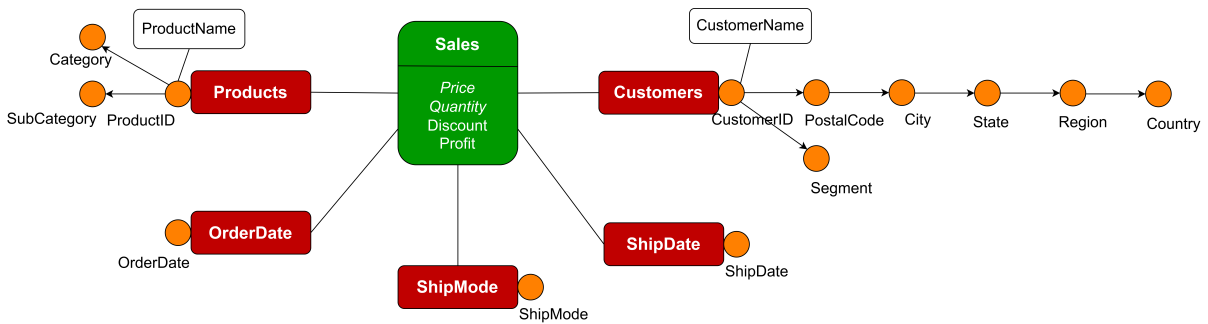 ProductName
Sales
CustomerName
Category
Products
Price
Quantity
Discount
Profit
Customers
SubCategory
ProductID
CustomerID
PostalCode
City
State
Region
Country
Segment
OrderDate
OrderDate
ShipDate
ShipDate
ShipMode
ShipMode